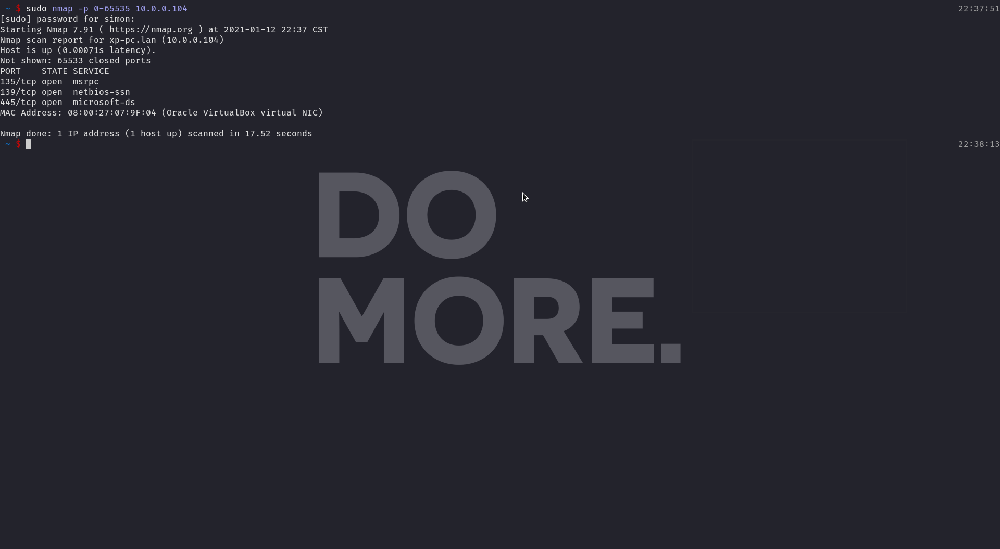 ~ $ sudo nmap -p 0-65535 10.0.0.104 22:37:51
[sudo] password for simon:
Starting Nmap 7.91 ( https://nmap.org ) at 2021-01-12 22:37 CST
Nmap scan report for xp-pc.lan (10.0.0.104)
Host is up (0.00071s latency).
Not shown: 65533 closed ports
PORT    STATE SERVICE
135/tcp open  msrpc
139/tcp open  netbios-ssn
445/tcp open  microsoft-ds
MAC Address: 08:00:27:07:9F:04 (Oracle VirtualBox virtual NIC)
Nmap done: 1 IP address (1 host up) scanned in 17.52 seconds
~ $ 22:38:13
DO
MORE.